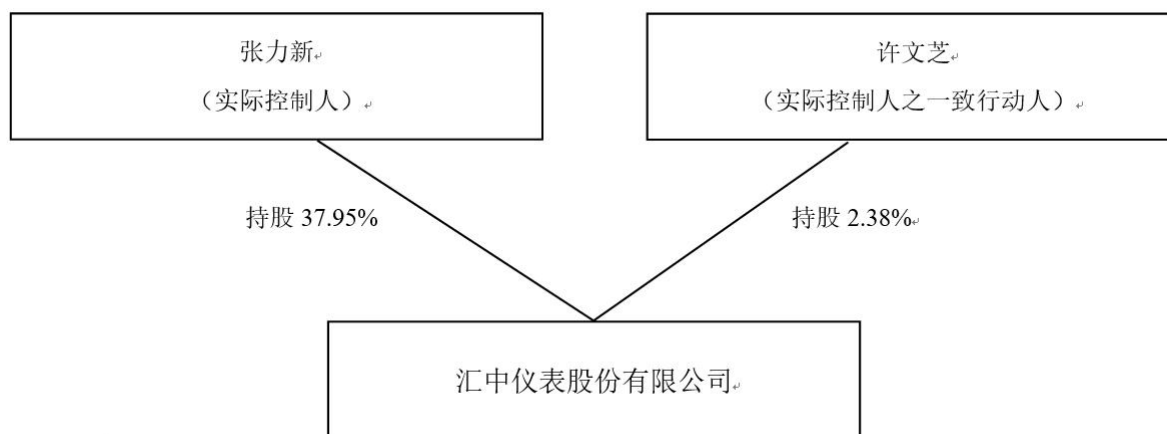 张力新
（实际控制人）
许文芝
（实际控制人之一致行动人）
持股 37.95%
持股 2.38%
汇中仪表股份有限公司